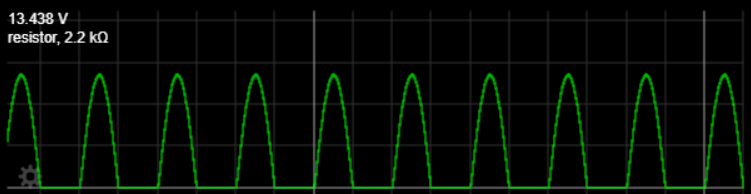 13.438 V
resistor, 2.2 kΩ